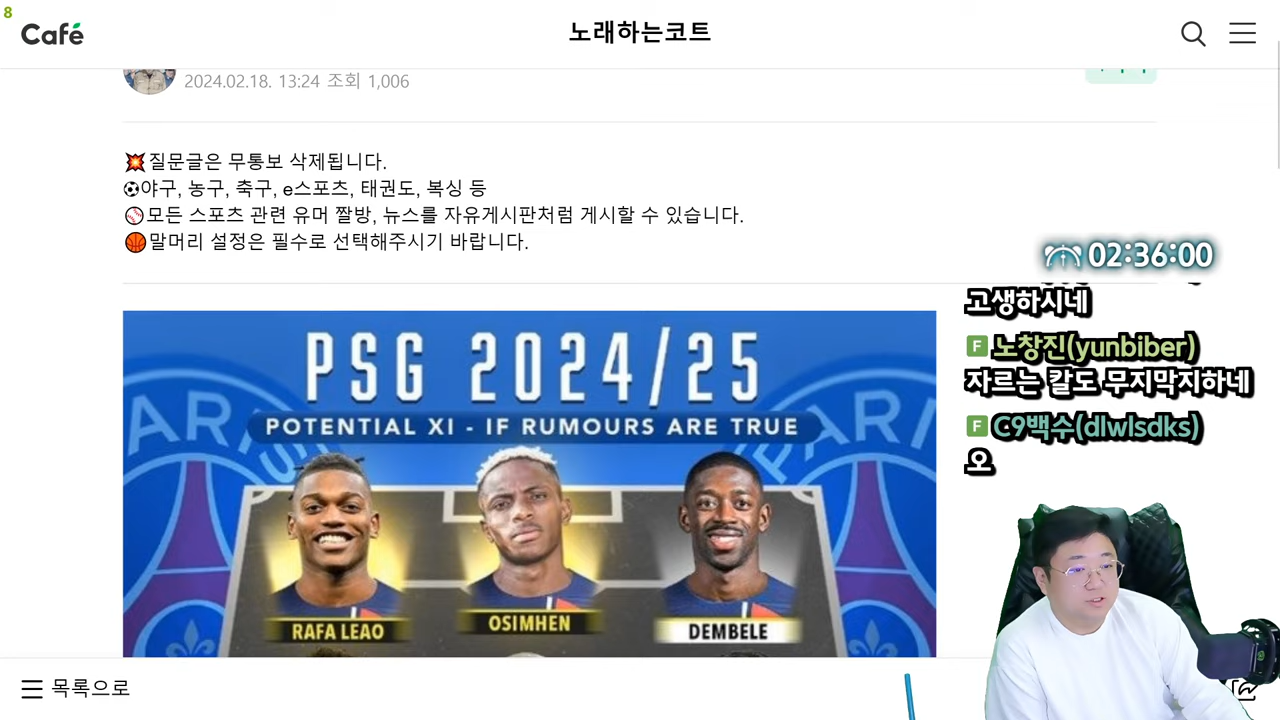 8
Café
노래하는코트
2024.02.18. 13:24 조회 1,006
💥질문글은 무통보 삭제됩니다.
⚽야구, 농구, 축구, e스포츠, 태권도, 복싱 등
⚾모든 스포츠 관련 유머 짤방, 뉴스를 자유게시판처럼 게시할 수 있습니다.
🏀말머리 설정은 필수로 선택해주시기 바랍니다.
02:36:00
고생하시네
F 노창진(yunbiber)
자르는 칼도 무지막지하네
F C9백수(dlwlsdks)
오
PSG 2024/25
POTENTIAL XI - IF RUMOURS ARE TRUE
PARIS
PARI
RAFA LEAO
OSIMHEN
DEMBELE
목록으로